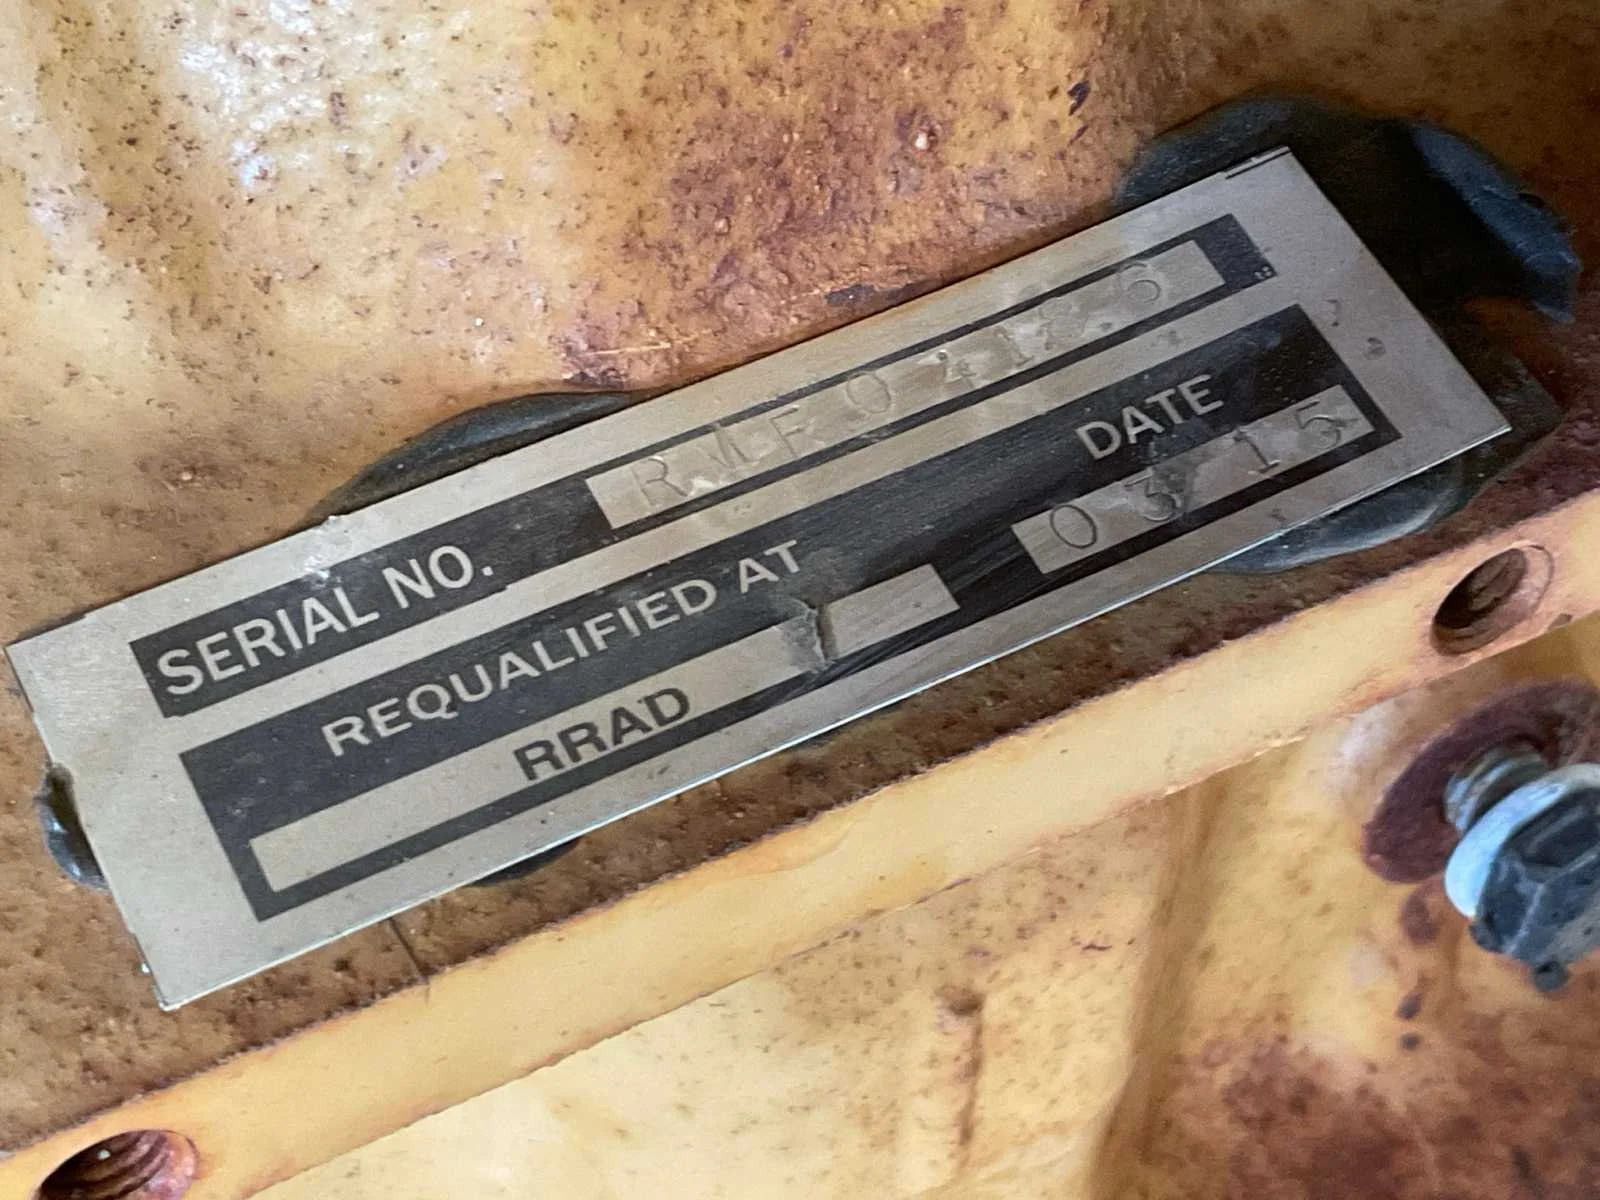 SERIAL NO.
REQUALIFIED AT DATE
RRAD 03 15